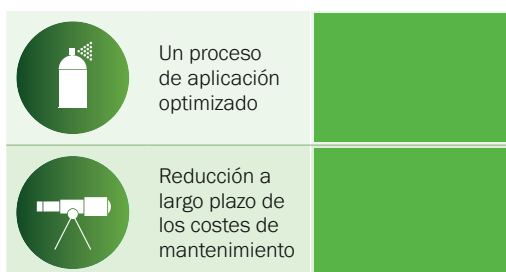 Un proceso
de aplicación
optimizado
Reducción a
largo plazo de
los costes de
mantenimiento